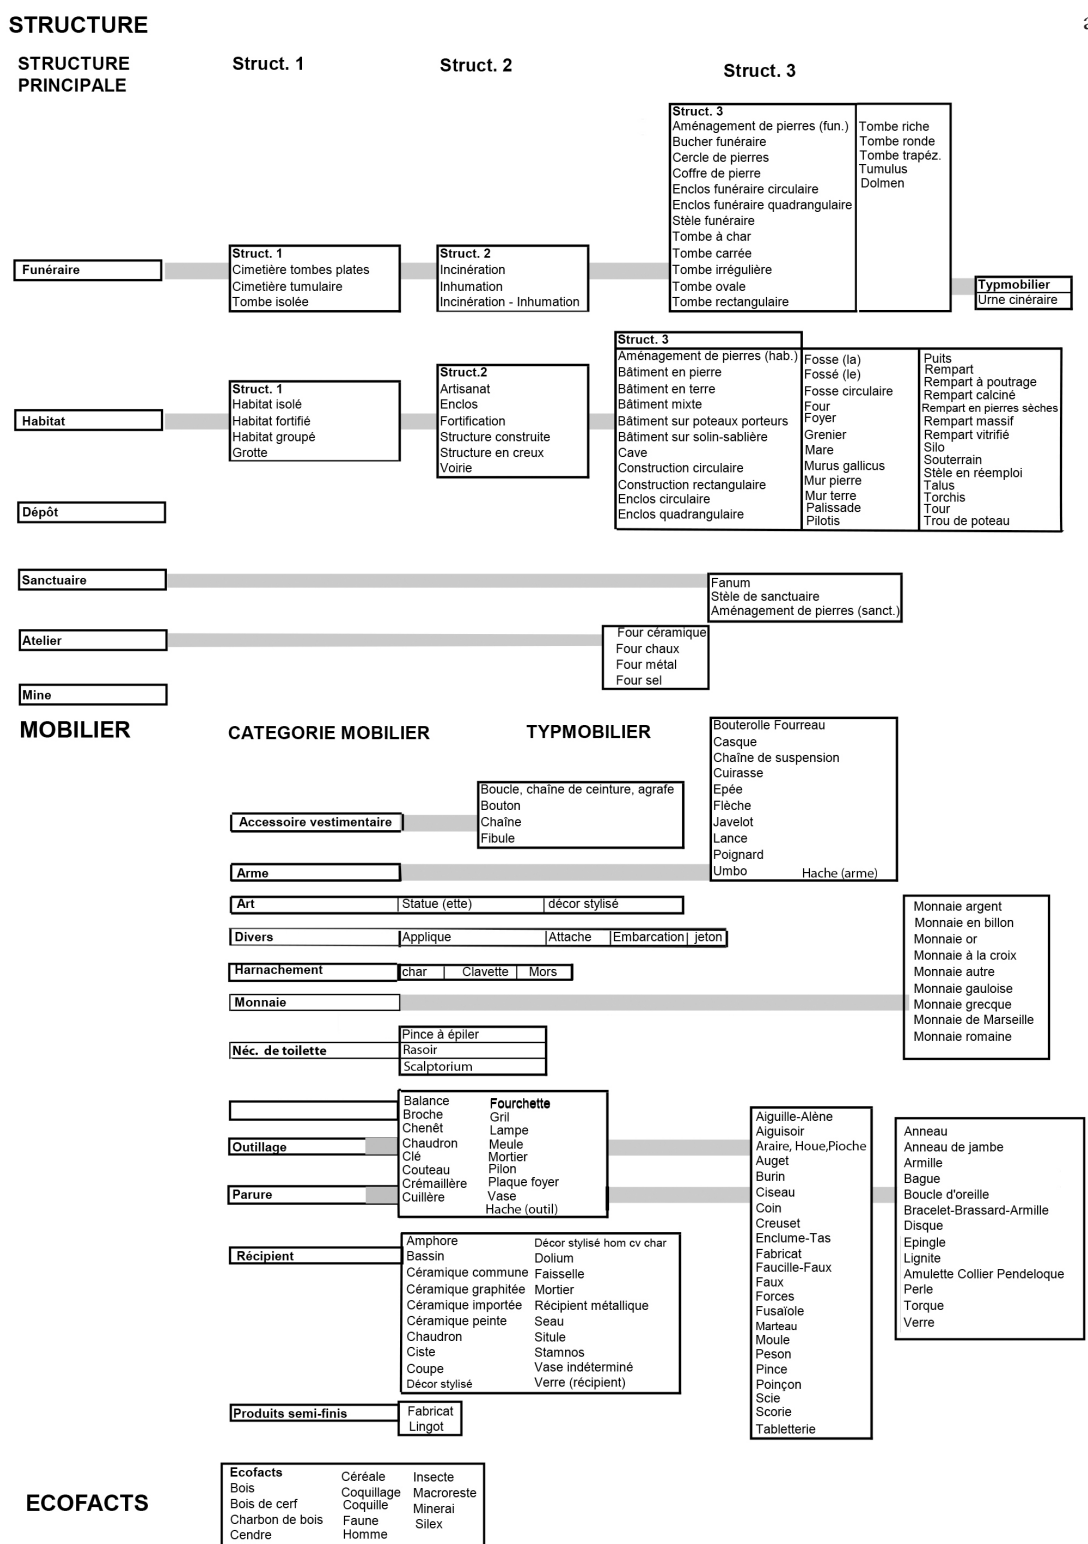 STRUCTURE
STRUCTURE
PRINCIPALE
Struct. 1
Struct. 2
Struct. 3
Funéraire
Struct. 1
Cimetière tombes plates
Cimetière tumulaire
Tombe isolée
Struct. 2
Incinération
Inhumation
Incinération - Inhumation
Struct. 3
Aménagement de pierres (fun.)
Bucher funéraire
Cercle de pierres
Coffre de pierre
Enclos funéraire circulaire
Enclos funéraire quadrangulaire
Stèle funéraire
Tombe à char
Tombe carrée
Tombe irrégulière
Tombe ovale
Tombe rectangulaire
Tombe riche
Tombe ronde
Tombe trapéz.
Tumulus
Dolmen
Typmobilier
Urne cinéraire
Habitat
Struct. 1
Habitat isolé
Habitat fortifié
Habitat groupé
Grotte
Struct.2
Artisanat
Enclos
Fortification
Structure construite
Structure en creux
Voirie
Struct. 3
Aménagement de pierres (hab.)
Bâtiment en pierre
Bâtiment en terre
Bâtiment mixte
Bâtiment sur poteaux porteurs
Bâtiment sur solin-sablière
Cave
Construction circulaire
Construction rectangulaire
Enclos circulaire
Enclos quadrangulaire
Fosse (la)
Fossé (le)
Fosse circulaire
Four
Foyer
Grenier
Mare
Murus gallicus
Mur pierre
Mur terre
Palissade
Pilotis
Puits
Rempart
Rempart à poutrage
Rempart calciné
Rempart en pierres sèches
Rempart massif
Rempart vitrifié
Silo
Souterrain
Stèle en réemploi
Talus
Torchis
Tour
Trou de poteau
Dépôt
Sanctuaire
Fanum
Stèle de sanctuaire
Aménagement de pierres (sanct.)
Atelier
Four céramique
Four chaux
Four métal
Four sel
Mine
MOBILIER
CATEGORIE MOBILIER
TYPMOBILIER
Accessoire vestimentaire
Boucle, chaîne de ceinture, agrafe
Bouton
Chaîne
Fibule
Arme
Bouterolle Fourreau
Casque
Chaîne de suspension
Cuirasse
Epée
Flèche
Javelot
Lance
Poignard
Umbo Hache (arme)
Art Statue (ette) décor stylisé
Divers Applique Attache Embarcation jeton
Harnachement char Clavette Mors
Monnaie
Monnaie argent
Monnaie en billon
Monnaie or
Monnaie à la croix
Monnaie autre
Monnaie gauloise
Monnaie grecque
Monnaie de Marseille
Monnaie romaine
Néc. de toilette
Pince à épiler
Rasoir
Scalptorium
Outillage
Parure
Balance
Broche
Chenêt
Chaudron
Clé
Couteau
Crémaillère
Cuillère
Fourchette
Gril
Lampe
Meule
Mortier
Pilon
Plaque foyer
Vase
Hache (outil)
Aiguille-Alène
Aiguisoir
Araire, Houe,Pioche
Auget
Burin
Ciseau
Coin
Creuset
Enclume-Tas
Fabricat
Faucille-Faux
Faux
Forces
Fusaïole
Marteau
Moule
Peson
Pince
Poinçon
Scie
Scorie
Tabletterie
Anneau
Anneau de jambe
Armille
Bague
Boucle d'oreille
Bracelet-Brassard-Armille
Disque
Epingle
Lignite
Amulette Collier Pendeloque
Perle
Torque
Verre
Récipient
Amphore
Bassin
Céramique commune
Céramique graphitée
Céramique importée
Céramique peinte
Chaudron
Ciste
Coupe
Décor stylisé
Décor stylisé hom cv char
Dolium
Faisselle
Mortier
Récipient métallique
Seau
Situle
Stamnos
Vase indéterminé
Verre (récipient)
Produits semi-finis
Fabricat
Lingot
ECOFACTS
Ecofacts
Bois
Bois de cerf
Charbon de bois
Cendre
Céréale
Coquillage
Coquille
Faune
Homme
Insecte
Macroreste
Minerai
Silex